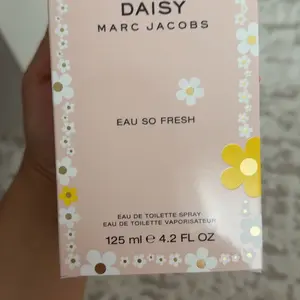 DAISY
MARC JACOBS
EAU SO FRESH
EAU DE TOILETTE SPRAY
EAU DE TOILETTE VAPORISATEUR
125 ml ℮ 4.2 FL OZ